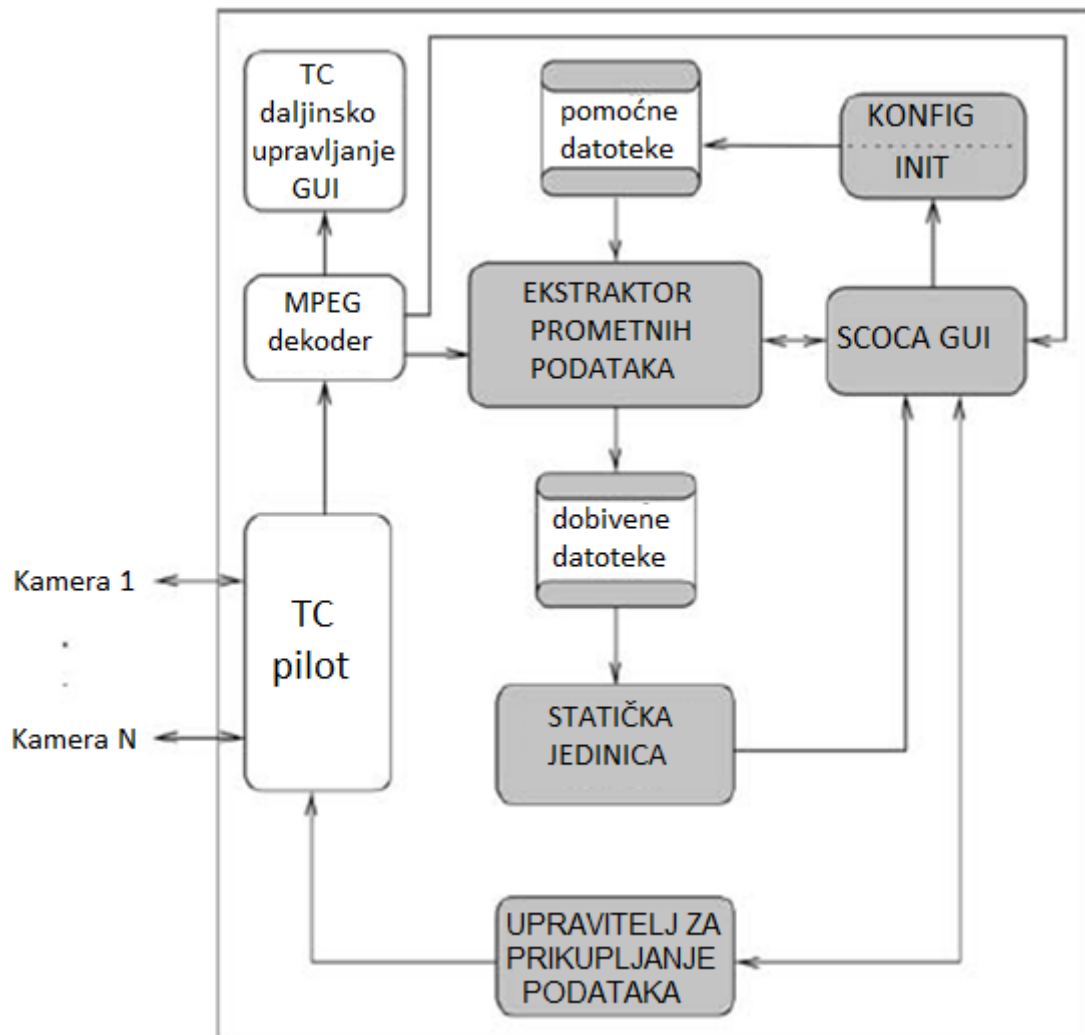 TC
daljinsko
upravljanje
GUI
pomoćne
datoteke
KONFIG
INIT
MPEG
dekoder
EKSTRAKTOR
PROMETNIH
PODATAKA
SCOCA GUI
dobivene
datoteke
Kamera 1
TC
pilot
Kamera N
STATIČKA
JEDINICA
UPRAVITELJ ZA
PRIKUPLJANJE
PODATAKA